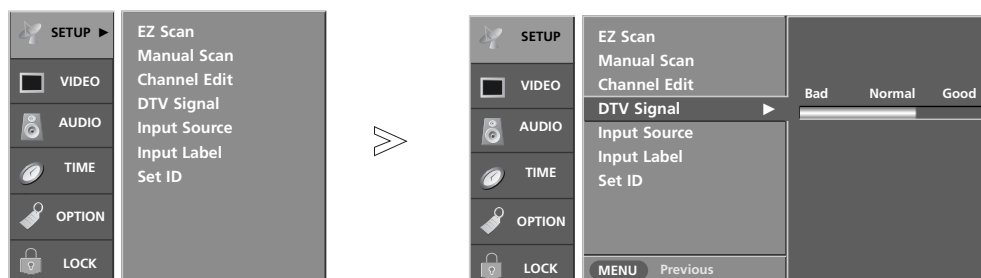 SETUP ►
VIDEO
AUDIO
TIME
OPTION
LOCK
EZ Scan
Manual Scan
Channel Edit
DTV Signal
Input Source
Input Label
Set ID
SETUP
VIDEO
AUDIO
TIME
OPTION
LOCK
EZ Scan
Manual Scan
Channel Edit
DTV Signal ►
Input Source
Input Label
Set ID
MENU Previous
Bad Normal Good